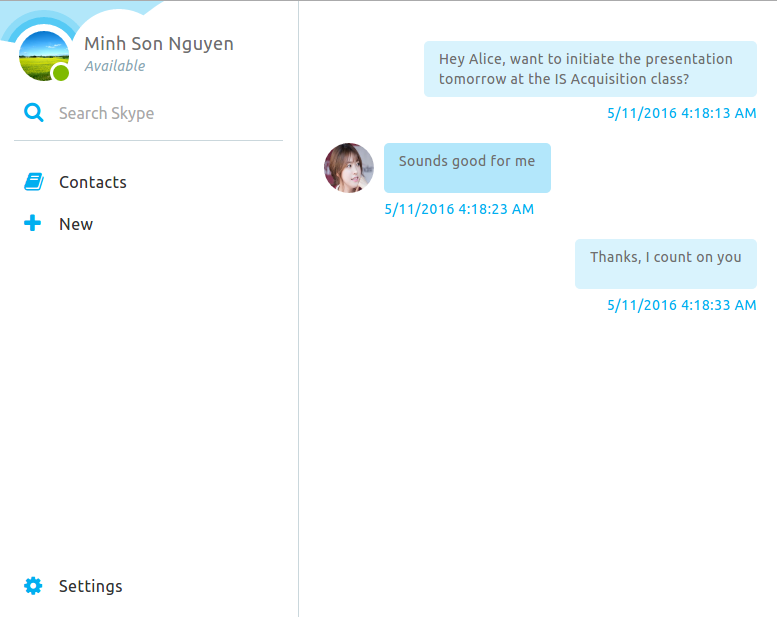 Minh Son Nguyen
Available
Search Skype
Contacts
New
Settings
Hey Alice, want to initiate the presentation
tomorrow at the IS Acquisition class?
5/11/2016 4:18:13 AM
Sounds good for me
5/11/2016 4:18:23 AM
Thanks, I count on you
5/11/2016 4:18:33 AM